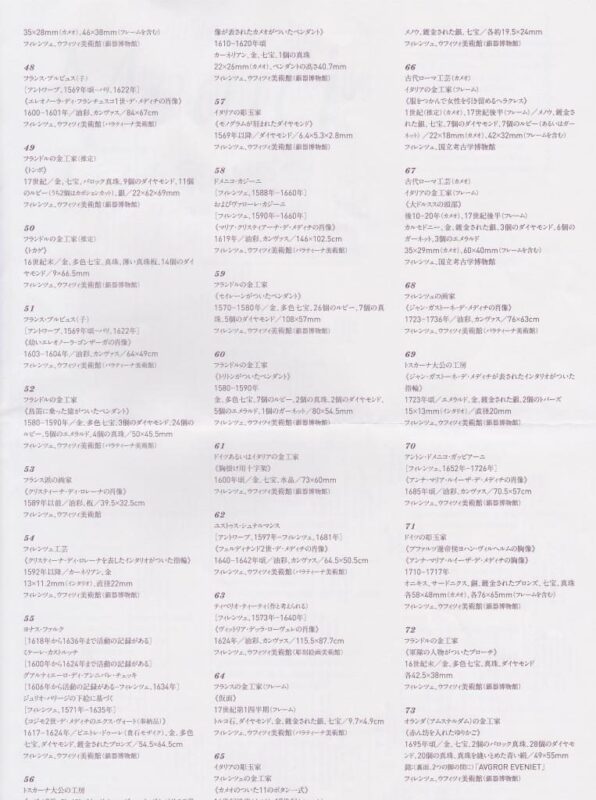 35×28mm(カメオ)、46×38mm(フレームを含む)
フィレンツェ、ウフィツィ美術館(銀器博物館)
48
フランス・プルビュス(子)
[アントワープ、1569年頃−パリ、1622年]
《エレオノーラ・ディ・フランチェスコ1世・デ・メディチの肖像》
1600−1601年／油彩、カンヴァス／84×67cm
フィレンツェ、ウフィツィ美術館(パラティーナ美術館)
49
フランドルの金工家(推定)
《トンボ》
17世紀／金、七宝、バロック真珠、9個のダイヤモンド、11個
のルビー(うち2個はカボションカット)、銀／22×62×69mm
フィレンツェ、ウフィツィ美術館(銀器博物館)
50
フランドルの金工家(推定)
《トカゲ》
16世紀末／金、多色七宝、真珠、薄い真珠板、14個のダイ
ヤモンド／9×66.5mm
フィレンツェ、ウフィツィ美術館(銀器博物館)
51
フランス・プルビュス(子)
[アントワープ、1569年頃−パリ、1622年]
《幼いエレオノーラ・ゴンザーガの肖像》
1603−1604年／油彩、カンヴァス／64×49cm
フィレンツェ、ウフィツィ美術館(パラティーナ美術館)
52
フランドルの金工家
《鳥笛に乗った猿がついたペンダント》
1580−1590年／金、多色七宝、3個のダイヤモンド、24個の
ルビー、5個のエメラルド、4個の真珠／50×45.5mm
フィレンツェ、ウフィツィ美術館(銀器博物館)
53
フランス派の画家
《クリスティーナ・ディ・ロレーナの肖像》
1589年以前／油彩、板／39.5×32.5cm
フィレンツェ、ウフィツィ美術館
54
フィレンツェ工芸
《クリスティーナ・ディ・ロレーナを表したインタリオがついた指輪》
1592年以降／カーネリアン、金
13×11.2mm(インタリオ)、直径22mm
フィレンツェ、ウフィツィ美術館(銀器博物館)
55
ヨナス・ファルク
[1618年から1636年まで活動の記録がある]
ミケーレ・カストルッチ
[1600年から1624年まで活動の記録がある]
グアルティエーロ・ディ・アンニバレ・チェッキ
[1606年から活動の記録がある−フィレンツェ、1634年]
ジュリオ・パリージの下絵に基づく
[フィレンツェ、1571年−1635年]
《コジモ2世・デ・メディチのエクス・ヴォート(奉納品)》
1617−1624年／ピエトレ・ドゥーレ(貴石モザイク)、金、多色
七宝、ダイヤモンド、鍍金されたブロンズ／54.5×64.5cm
フィレンツェ、ウフィツィ美術館(銀器博物館)
56
トスカーナ大公の工房
像が表されたカメオがついたペンダント》
1610−1620年頃
カーネリアン、金、七宝、1個の真珠
22×26mm(カメオ)、ペンダントの高さ40.7mm
フィレンツェ、ウフィツィ美術館(銀器博物館)
57
イタリアの彫玉家
《モノグラムが刻まれたダイヤモンド》
1569年以降／ダイヤモンド／6.4×5.3×2.8mm
フィレンツェ、ウフィツィ美術館(銀器博物館)
58
ドメニコ・カジーニ
[フィレンツェ、1588年−1660年]
およびヴァローレ・カジーニ
[フィレンツェ、1590年−1660年]
《マリア・クリスティアーナ・デ・メディチの肖像》
1619年／油彩、カンヴァス／146×102.5cm
フィレンツェ、ウフィツィ美術館(パラティーナ美術館)
59
フランドルの金工家
《セイレーンがついたペンダント》
1570−1580年／金、多色七宝、26個のルビー、7個の真
珠、5個のダイヤモンド／108×57mm
フィレンツェ、ウフィツィ美術館(銀器博物館)
60
フランドルの金工家
《トリトンがついたペンダント》
1580−1590年
金、多色七宝、7個のルビー、2個の真珠、2個のダイヤモンド、
5個のエメラルド、1個のガーネット／80×54.5mm
フィレンツェ、ウフィツィ美術館(銀器博物館)
61
ドイツあるいはイタリアの金工家
《胸掛け用十字架》
1600年頃／金、七宝、水晶／73×60mm
フィレンツェ、ウフィツィ美術館(銀器博物館)
62
ユストゥス・シュテルマンス
[アントワープ、1597年−フィレンツェ、1681年]
《フェルディナンド2世・デ・メディチの肖像》
1640−1642年頃／油彩、カンヴァス／64.5×50.5cm
フィレンツェ、ウフィツィ美術館(パラティーナ美術館)
63
ティベリオ・ティーティ(作と考えられる)
[フィレンツェ、1573年−1640年]
《ヴィットリア・デッラ・ローヴェレの肖像》
1624年／油彩、カンヴァス／115.5×87.7cm
フィレンツェ、ウフィツィ美術館(彫刻絵画美術館)
64
フランスの金工家(フレーム)
《仮面》
17世紀第1四半期(フレーム)
トルコ石、ダイヤモンド、金、鍍金された銀、七宝／9.7×4.9cm
フィレンツェ、ウフィツィ美術館(銀器博物館)
65
イタリアの彫玉家
フィレンツェの金工家
《カメオのついた11のボタン一式》
メノウ、鍍金された銀、七宝／各約19.5×24mm
フィレンツェ、ウフィツィ美術館(銀器博物館)
66
古代ローマ工芸(カメオ)
イタリアの金工家(フレーム)
《服をつかんで女性を引き留めるヘラクレス》
1世紀(推定)(カメオ)、17世紀後半(フレーム)／メノウ、鍍金さ
れた銀、七宝、7個のダイヤモンド、7個のルビー(あるいはガー
ネット)／22×18mm(カメオ)、42×32mm(フレームを含む)
フィレンツェ、国立考古学博物館
67
古代ローマ工芸(カメオ)
イタリアの金工家(フレーム)
《大ドルススの頭部》
後10−20年(カメオ)、17世紀後半(フレーム)
カルセドニー、金、鍍金された銀、3個のダイヤモンド、6個の
ガーネット、3個のエメラルド
35×29mm(カメオ)、60×40mm(フレームを含む)
フィレンツェ、国立考古学博物館
68
フィレンツェの画家
《ジャン・ガストーネ・デ・メディチの肖像》
1723−1736年／油彩、カンヴァス／76×63cm
フィレンツェ、ウフィツィ美術館(銀器博物館)
69
トスカーナ大公の工房
《ジャン・ガストーネ・デ・メディチが表されたインタリオがついた
指輪》
1723年頃／エメラルド、金、鍍金された銀、2個のトパーズ
15×13mm(インタリオ)／直径20mm
フィレンツェ、ウフィツィ美術館(銀器博物館)
70
アントン・ドメニコ・ガッビアーニ
[フィレンツェ、1652年−1726年]
《アンナ・マリア・ルイーザ・デ・メディチの肖像》
1685年頃／油彩、カンヴァス／70.5×57cm
フィレンツェ、ウフィツィ美術館
71
ドイツの彫玉家
《プファルツ選帝侯ヨハン・ヴィルヘルムの胸像》
《アンナ・マリア・ルイーザ・デ・メディチの胸像》
1710−1717年
オニキス、サードニクス、銅、鍍金されたブロンズ、七宝、真珠
各58×48mm(カメオ)、各76×65mm(フレームを含む)
フィレンツェ、ウフィツィ美術館(銀器博物館)
72
フランドルの金工家
《軍隊の人物がついたブローチ》
16世紀末／金、多色七宝、真珠、ダイヤモンド
各42.5×38mm
フィレンツェ、ウフィツィ美術館(銀器博物館)
73
オランダ(アムステルダム)の金工家
《赤ん坊を入れたゆりかご》
1695年頃／金、七宝、2個のバロック真珠、28個のダイヤモ
ンド、20個の真珠、真珠を縫いとめた青い絹／49×55mm
銘:(裏面、2つの脚の間に)「AVGROR EVENIET」
フィレンツェ、ウフィツィ美術館(銀器博物館)